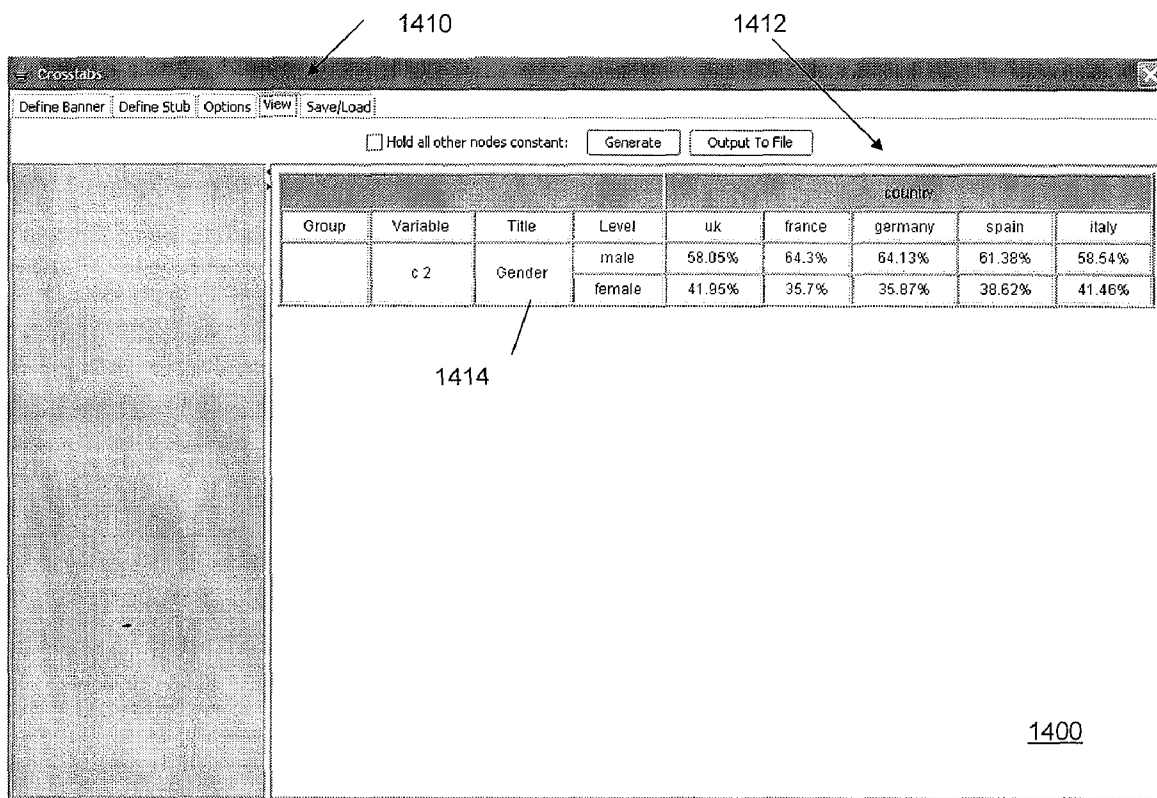 1410 1412
Crosstabs
Define Banner Define Stub Options View Save/Load
Hold all other nodes constant: Generate Output To File
country
Group Variable Title Level uk france germany spain italy
c 2 Gender male 58.05% 64.3% 64.13% 61.38% 58.54%
female 41.95% 35.7% 35.87% 38.62% 41.46%
1414
1400